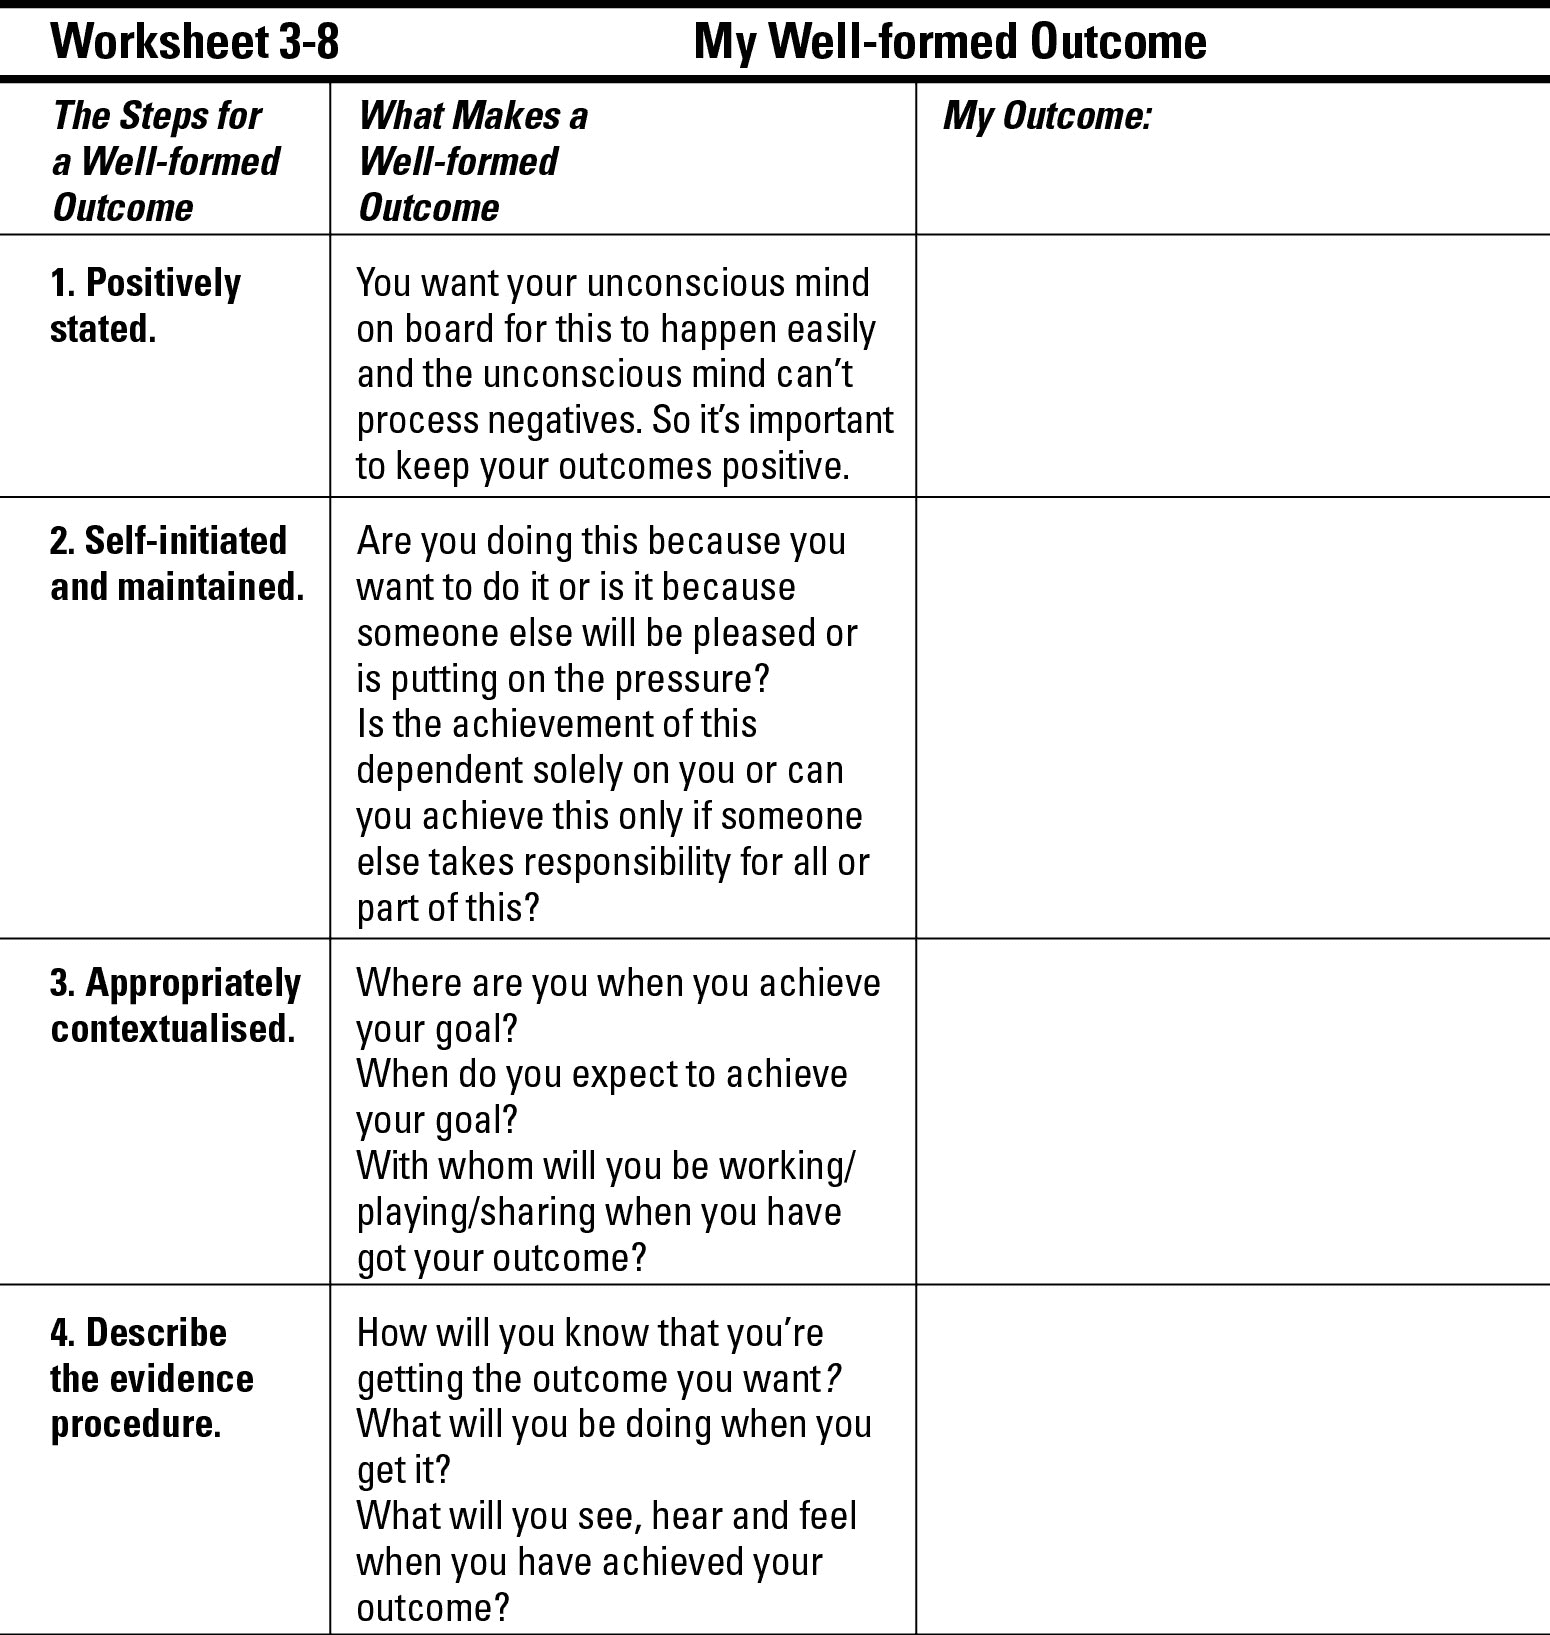 Worksheet 3-8 My Well-formed Outcome
The Steps for
a Well-formed
Outcome
What Makes a
Well-formed
Outcome
My Outcome:
1. Positively
stated.
You want your unconscious mind
on board for this to happen easily
and the unconscious mind can’t
process negatives. So it’s important
to keep your outcomes positive.
2. Self-initiated
and maintained.
Are you doing this because you
want to do it or is it because
someone else will be pleased or
is putting on the pressure?
Is the achievement of this
dependent solely on you or can
you achieve this only if someone
else takes responsibility for all or
part of this?
3. Appropriately
contextualised.
Where are you when you achieve
your goal?
When do you expect to achieve
your goal?
With whom will you be working/
playing/sharing when you have
got your outcome?
4. Describe
the evidence
procedure.
How will you know that you’re
getting the outcome you want?
What will you be doing when you
get it?
What will you see, hear and feel
when you have achieved your
outcome?